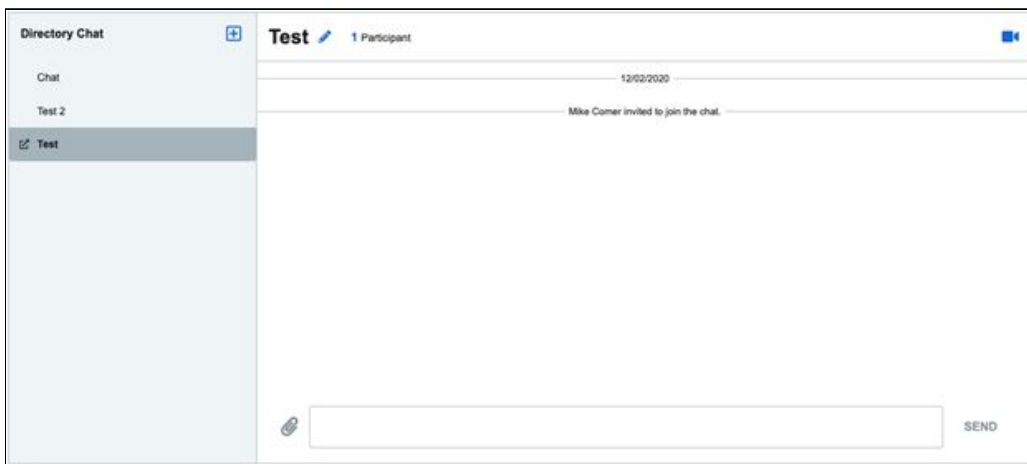 Directory Chat
Chat
Test 2
Test
Test
1 Participant
12/02/2020
Mike Comer invited to join the chat.
SEND